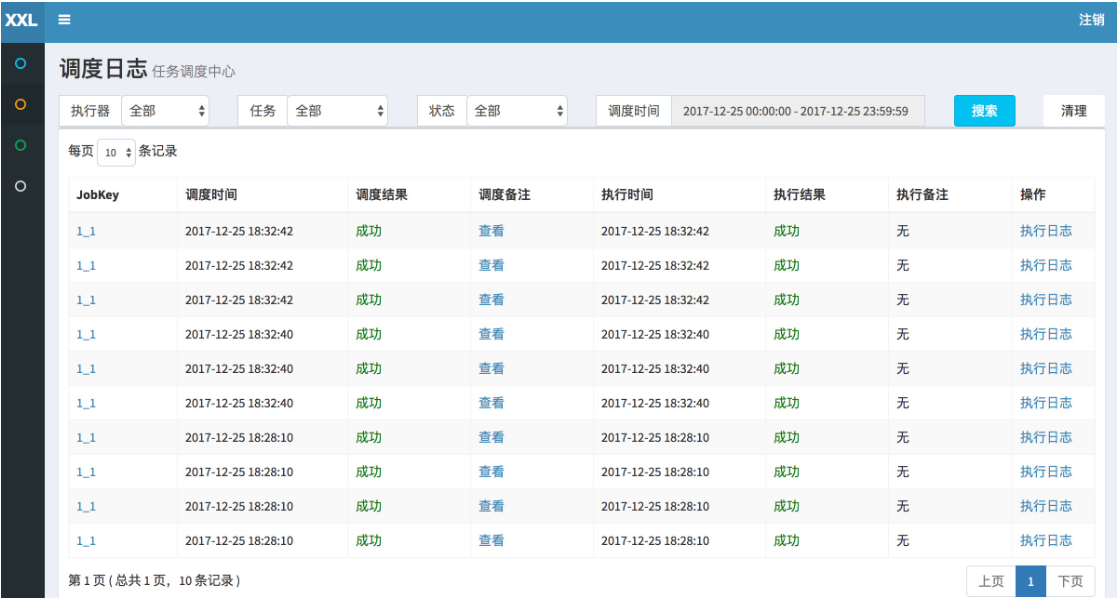 XXL 注销
调度日志 任务调度中心
执行器 全部 任务 全部 状态 全部 调度时间 2017-12-25 00:00:00 - 2017-12-25 23:59:59 搜索 清理
每页 10 条记录
JobKey 调度时间 调度结果 调度备注 执行时间 执行结果 执行备注 操作
1_1 2017-12-25 18:32:42 成功 查看 2017-12-25 18:32:42 成功 无 执行日志
1_1 2017-12-25 18:32:42 成功 查看 2017-12-25 18:32:42 成功 无 执行日志
1_1 2017-12-25 18:32:42 成功 查看 2017-12-25 18:32:42 成功 无 执行日志
1_1 2017-12-25 18:32:40 成功 查看 2017-12-25 18:32:40 成功 无 执行日志
1_1 2017-12-25 18:32:40 成功 查看 2017-12-25 18:32:40 成功 无 执行日志
1_1 2017-12-25 18:32:40 成功 查看 2017-12-25 18:32:40 成功 无 执行日志
1_1 2017-12-25 18:28:10 成功 查看 2017-12-25 18:28:10 成功 无 执行日志
1_1 2017-12-25 18:28:10 成功 查看 2017-12-25 18:28:10 成功 无 执行日志
1_1 2017-12-25 18:28:10 成功 查看 2017-12-25 18:28:10 成功 无 执行日志
1_1 2017-12-25 18:28:10 成功 查看 2017-12-25 18:28:10 成功 无 执行日志
第 1 页 ( 总共 1 页，10 条记录 ) 上页 1 下页